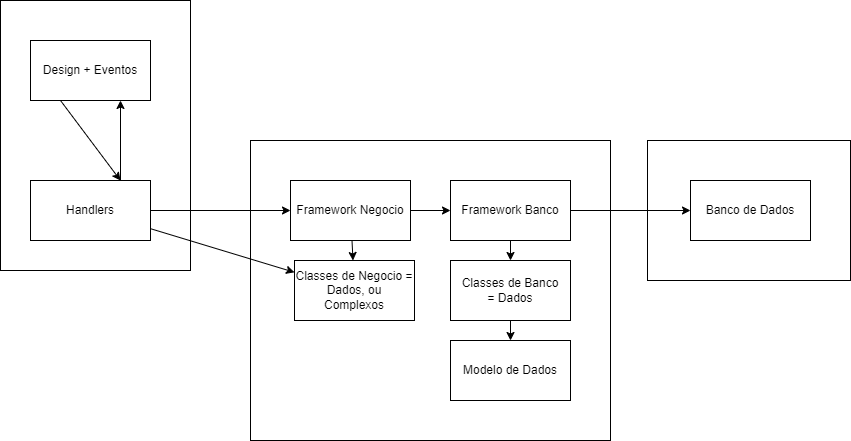 Design + Eventos
Handlers
Framework Negocio
Framework Banco
Banco de Dados
Classes de Negocio =
Dados, ou
Complexos
Classes de Banco
= Dados
Modelo de Dados